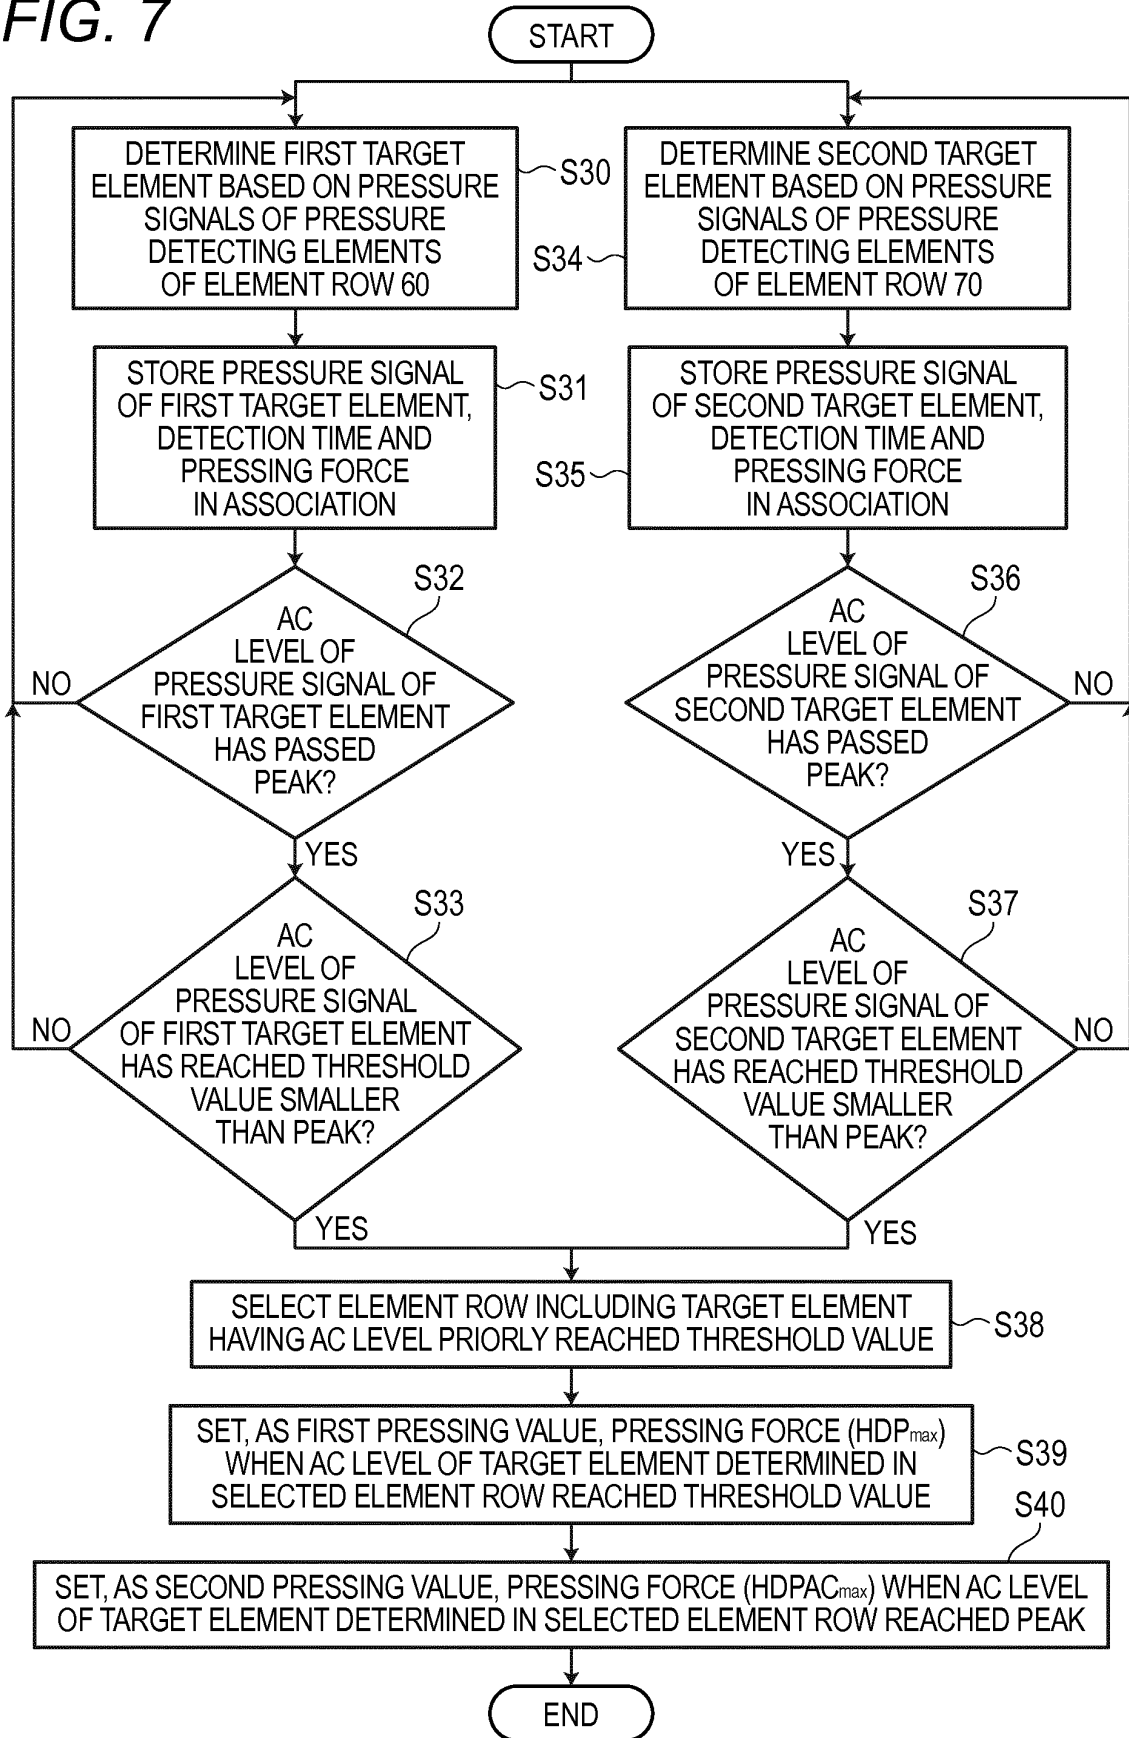 FIG. 7
START
DETERMINE FIRST TARGET
ELEMENT BASED ON PRESSURE
SIGNALS OF PRESSURE
DETECTING ELEMENTS
OF ELEMENT ROW 60
S30
DETERMINE SECOND TARGET
ELEMENT BASED ON PRESSURE
SIGNALS OF PRESSURE
DETECTING ELEMENTS
OF ELEMENT ROW 70
S34
STORE PRESSURE SIGNAL
OF FIRST TARGET ELEMENT,
DETECTION TIME AND
PRESSING FORCE
IN ASSOCIATION
S31
STORE PRESSURE SIGNAL
OF SECOND TARGET ELEMENT,
DETECTION TIME AND
PRESSING FORCE
IN ASSOCIATION
S35
S32
AC
LEVEL OF
PRESSURE SIGNAL OF
FIRST TARGET ELEMENT
HAS PASSED
PEAK?
NO
YES
S36
AC
LEVEL OF
PRESSURE SIGNAL OF
SECOND TARGET ELEMENT
HAS PASSED
PEAK?
NO
YES
S33
AC
LEVEL OF
PRESSURE SIGNAL
OF FIRST TARGET ELEMENT
HAS REACHED THRESHOLD
VALUE SMALLER
THAN PEAK?
NO
YES
S37
AC
LEVEL OF
PRESSURE SIGNAL OF
SECOND TARGET ELEMENT
HAS REACHED THRESHOLD
VALUE SMALLER
THAN PEAK?
NO
YES
SELECT ELEMENT ROW INCLUDING TARGET ELEMENT
HAVING AC LEVEL PRIORLY REACHED THRESHOLD VALUE
S38
SET, AS FIRST PRESSING VALUE, PRESSING FORCE (HDPmax)
WHEN AC LEVEL OF TARGET ELEMENT DETERMINED IN
SELECTED ELEMENT ROW REACHED THRESHOLD VALUE
S39
S40
SET, AS SECOND PRESSING VALUE, PRESSING FORCE (HDPACmax) WHEN AC LEVEL
OF TARGET ELEMENT DETERMINED IN SELECTED ELEMENT ROW REACHED PEAK
END